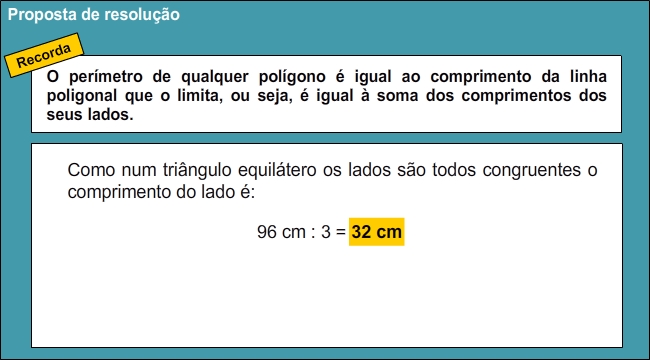 Proposta de resolução
Recorda
O perímetro de qualquer polígono é igual ao comprimento da linha
poligonal que o limita, ou seja, é igual à soma dos comprimentos dos
seus lados.
Como num triângulo equilátero os lados são todos congruentes o
comprimento do lado é:
96 cm : 3 = 32 cm